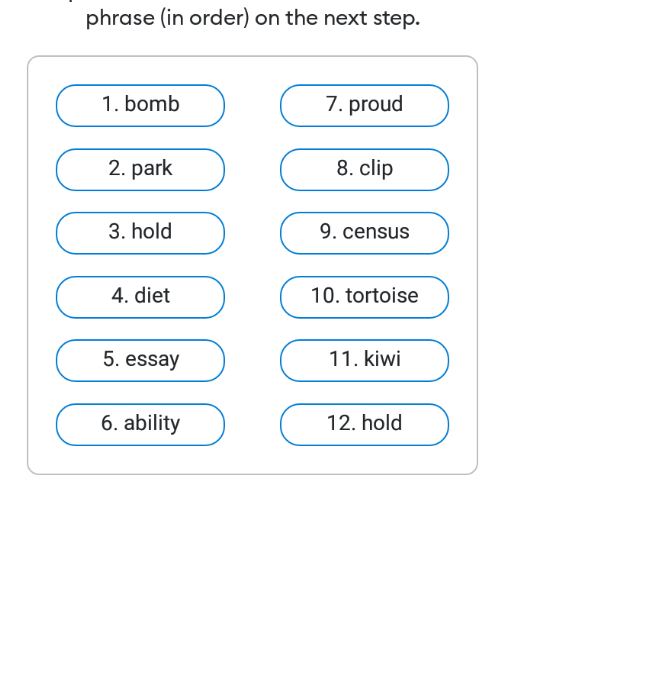 phrase (in order) on the next step.
1. bomb
2. park
3. hold
4. diet
5. essay
6. ability
7. proud
8. clip
9. census
10. tortoise
11. kiwi
12. hold